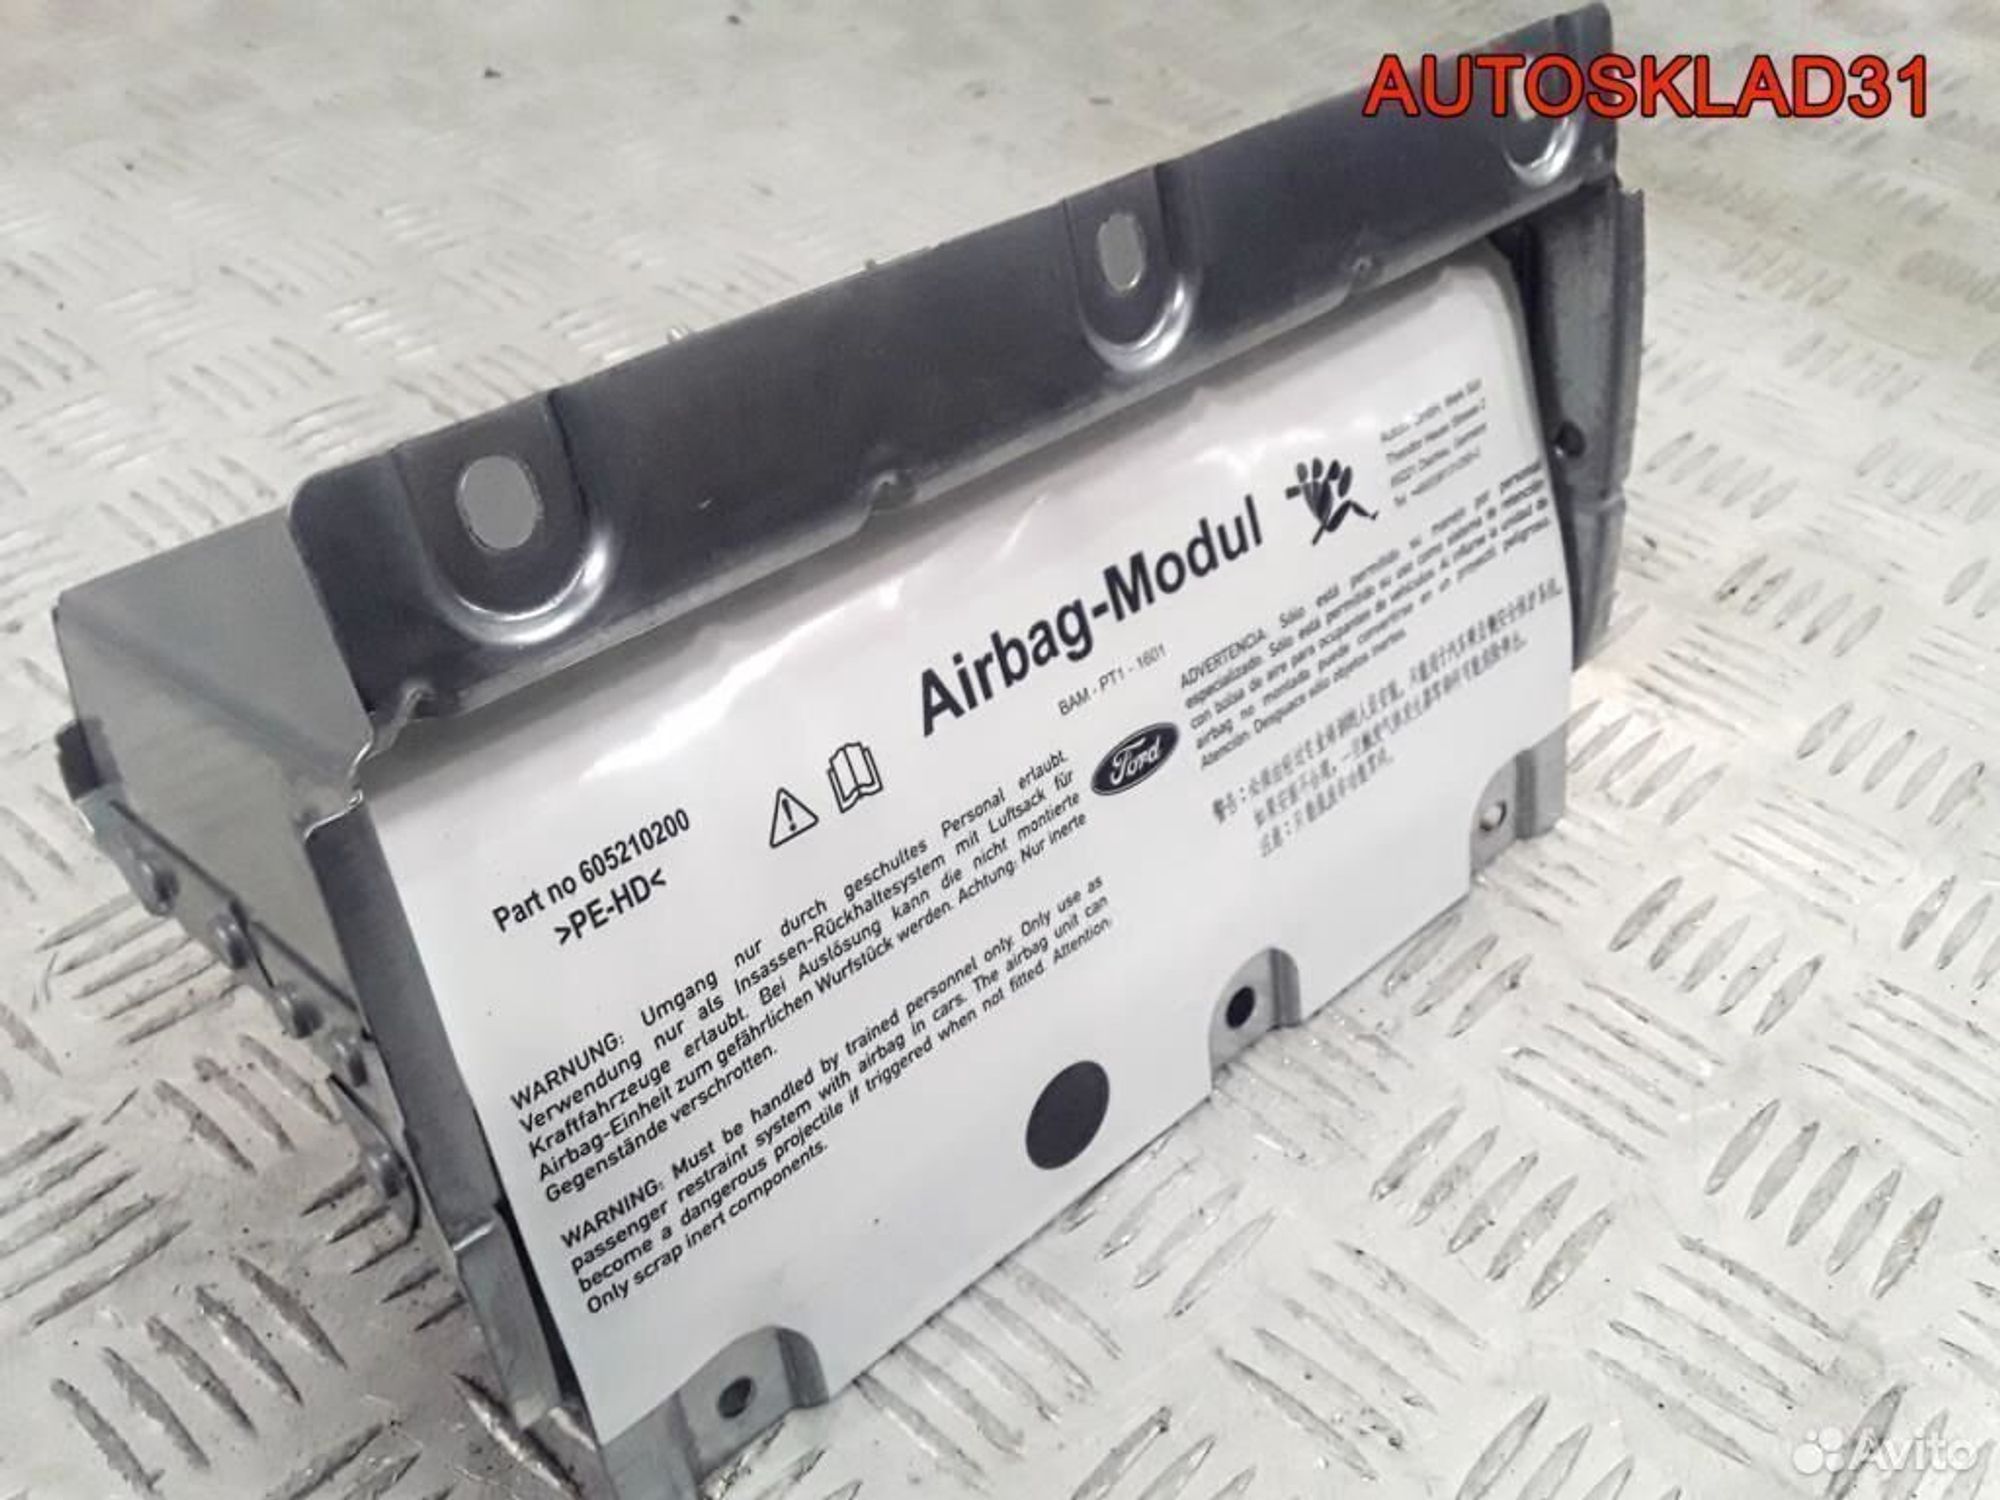 AUTOSKLAD31
Airbag-Modul
BAM - PT1 - 1601
Part no 605210200
>PE-HD<
Ford
WARNUNG: Umgang nur durch geschultes Personal erlaubt.
Verwendung nur als Insassen-Rückhaltesystem mit Luftsack für
Kraftfahrzeuge erlaubt. Bei Auslösung kann die nicht montierte
Airbag-Einheit zum gefährlichen Wurfstück werden. Achtung: Nur inerte
Gegenstände verschrotten.
WARNING: Must be handled by trained personnel only. Only use as
passenger restraint system with airbag in cars. The airbag unit can
become a dangerous projectile if triggered when not fitted. Attention:
Only scrap inert components.
ADVERTENCIA: Sólo está permitido su manejo por personal
especializado. Sólo está permitido su uso como sistema de retención
con bolsa de aire para ocupantes de vehículos. Al inflarse la unidad de
airbag no montada puede convertirse en un proyectil peligroso.
Atención: Desguace sólo objetos inertes.
Avito